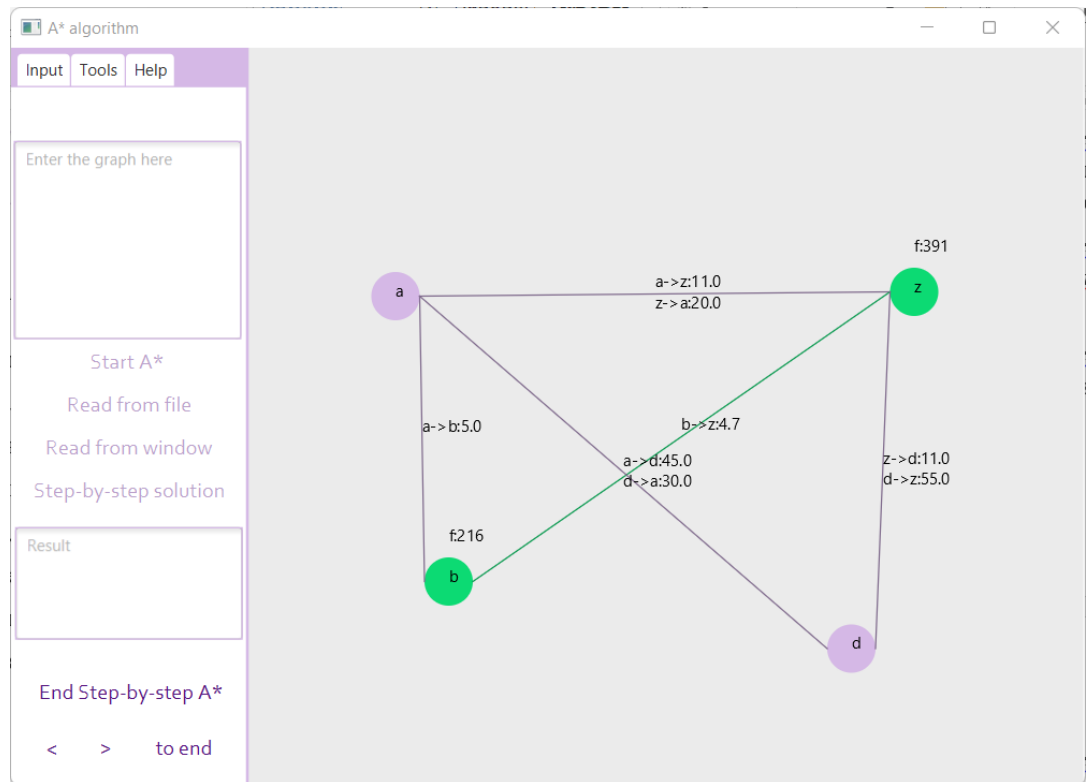 A* algorithm
Input Tools Help
Enter the graph here
Start A*
Read from file
Read from window
Step-by-step solution
Result
End Step-by-step A*
< > to end
f:391
a
z
a->z:11.0
z->a:20.0
a->b:5.0
b->z:4.7
a->d:45.0
d->a:30.0
z->d:11.0
d->z:55.0
f:216
b
d